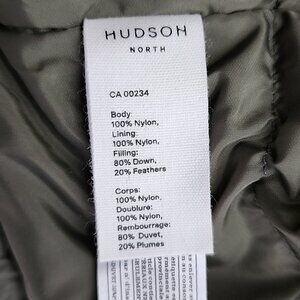 HUDSON
NORTH
CA 00234
Body:
100% Nylon,
Lining:
100% Nylon,
Filling:
80% Down,
20% Feathers
Corps:
100% Nylon,
Doublure:
100% Nylon,
Rembourrage:
80% Duvet,
20% Plumes